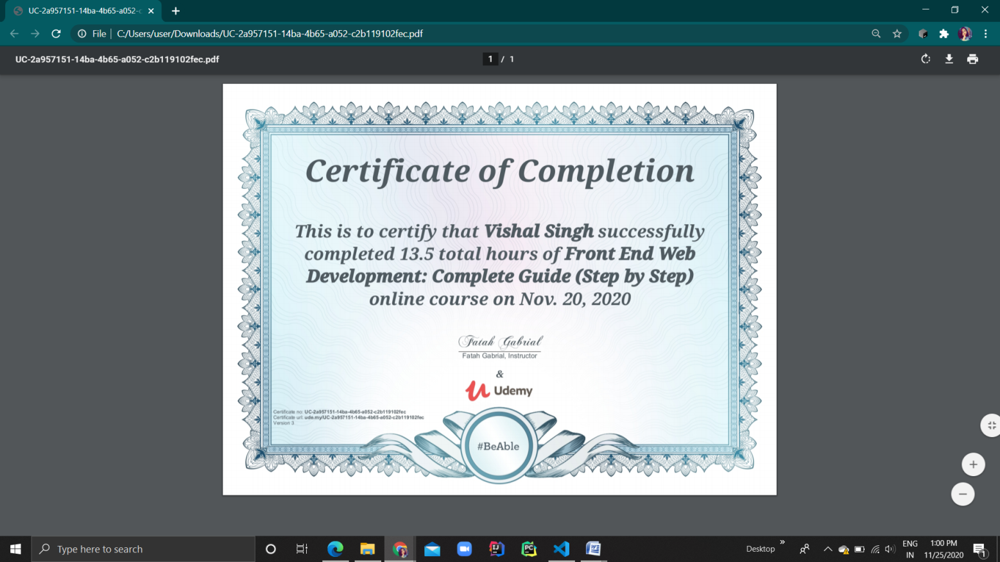 UC-2a957151-14ba-4b65-a052-c
File
C:/Users/user/Downloads/UC-2a957151-14ba-4b65-a052-c2b119102fec.pdf
UC-2a957151-14ba-4b65-a052-c2b119102fec.pdf
1 / 1
Certificate of Completion
This is to certify that Vishal Singh successfully
completed 13.5 total hours of Front End Web
Development: Complete Guide (Step by Step)
online course on Nov. 20, 2020
Fatah Gabrial
Fatah Gabrial, Instructor
&
Udemy
Certificate no: UC-2a957151-14ba-4b65-a052-c2b119102fec
Certificate url: ude.my/UC-2a957151-14ba-4b65-a052-c2b119102fec
Version 3
#BeAble
Type here to search
IJ
PC
W
Desktop
ENG
IN
1:00 PM
11/25/2020
1